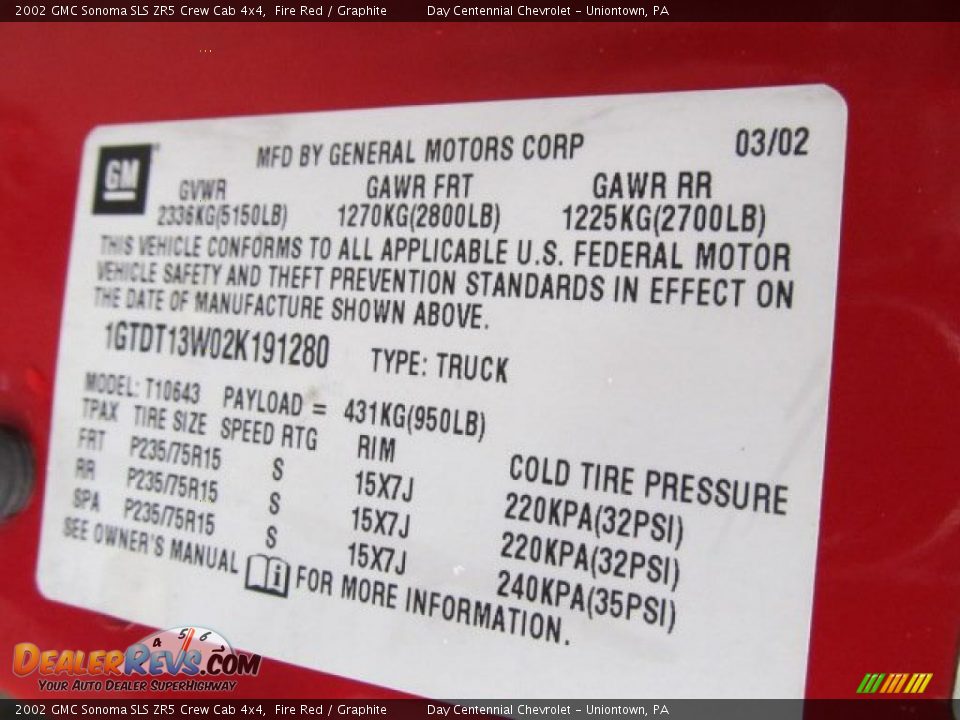 2002 GMC Sonoma SLS ZR5 Crew Cab 4x4, Fire Red / Graphite Day Centennial Chevrolet - Uniontown, PA
GM
MFD BY GENERAL MOTORS CORP 03/02
GVWR GAWR FRT GAWR RR
2336KG(5150LB) 1270KG(2800LB) 1225KG(2700LB)
THIS VEHICLE CONFORMS TO ALL APPLICABLE U.S. FEDERAL MOTOR
VEHICLE SAFETY AND THEFT PREVENTION STANDARDS IN EFFECT ON
THE DATE OF MANUFACTURE SHOWN ABOVE.
1GTDT13W02K191280 TYPE: TRUCK
MODEL: T10643 PAYLOAD = 431KG(950LB)
TPAX TIRE SIZE SPEED RTG RIM COLD TIRE PRESSURE
FRT P235/75R15 S 15X7J 220KPA(32PSI)
RR P235/75R15 S 15X7J 220KPA(32PSI)
SPA P235/75R15 S 15X7J 240KPA(35PSI)
SEE OWNER'S MANUAL i FOR MORE INFORMATION.
4 5 6
DEALERREVS.COM
YOUR AUTO DEALER SUPERHIGHWAY
2002 GMC Sonoma SLS ZR5 Crew Cab 4x4, Fire Red / Graphite Day Centennial Chevrolet - Uniontown, PA